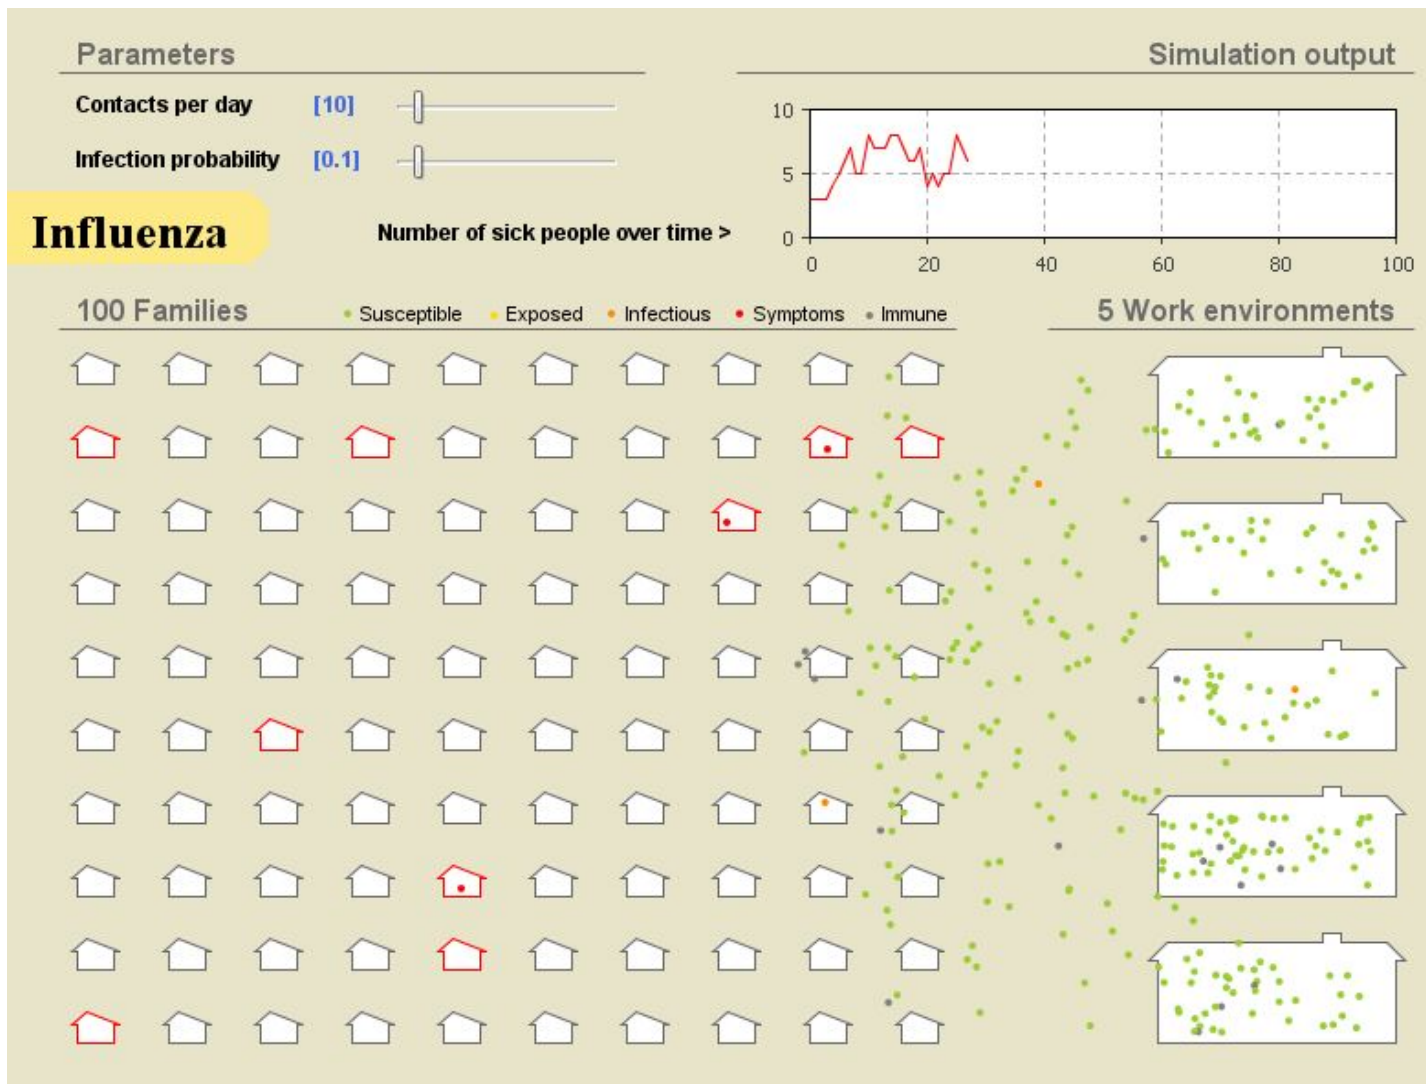 Parameters
Simulation output
Contacts per day [10]
Infection probability [0.1]
Influenza
Number of sick people over time >
10
5
0
0 20 40 60 80 100
100 Families
Susceptible Exposed Infectious Symptoms Immune
5 Work environments